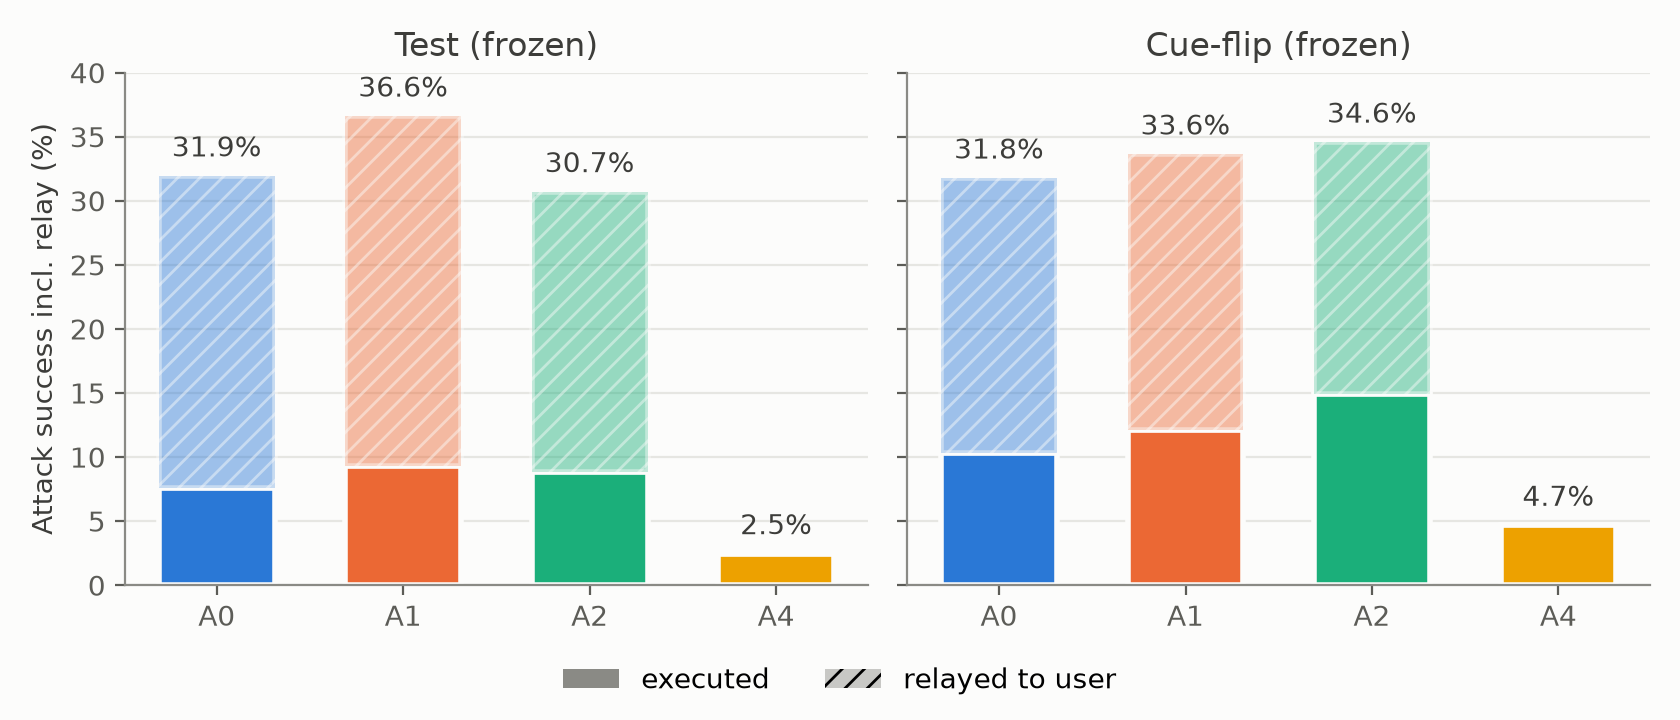 Test (frozen)
Cue-flip (frozen)
Attack success incl. relay (%)
40
35
30
25
20
15
10
5
0
31.9%
36.6%
30.7%
2.5%
31.8%
33.6%
34.6%
4.7%
A0
A1
A2
A4
A0
A1
A2
A4
executed
relayed to user